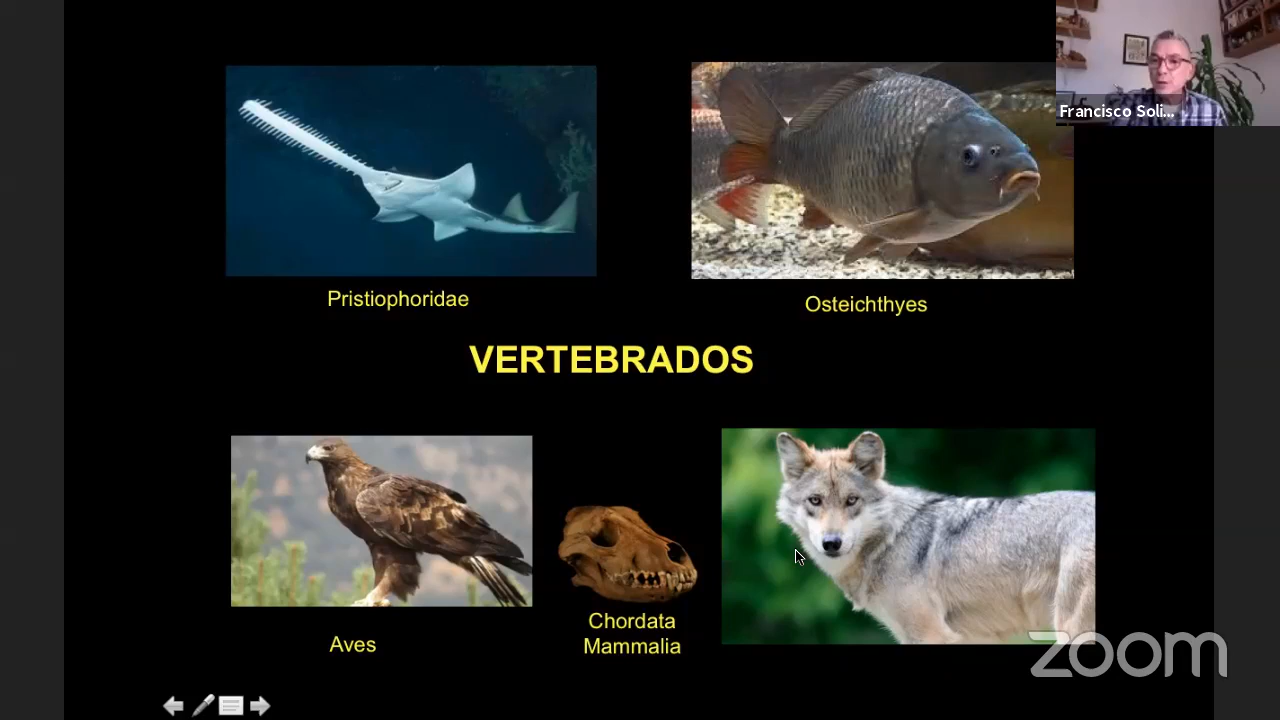 Francisco Soli...
Pristiophoridae
Osteichthyes
VERTEBRADOS
Aves
Chordata
Mammalia
zoom